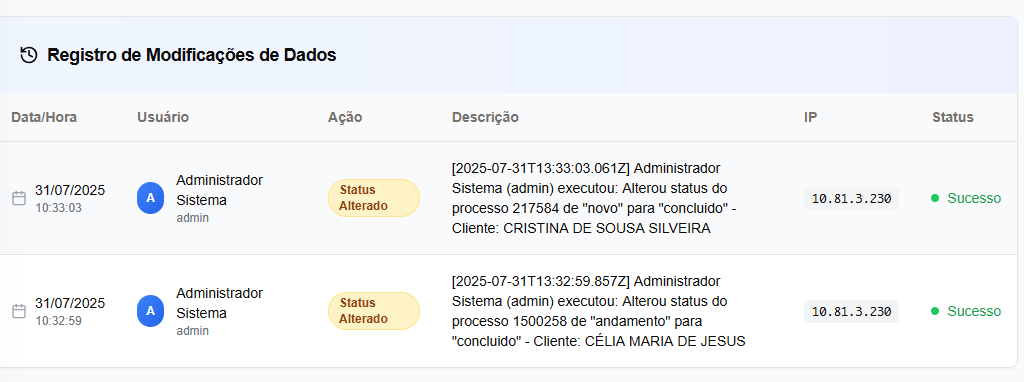 Registro de Modificações de Dados
Data/Hora Usuário Ação Descrição IP Status
31/07/2025
10:33:03
Administrador
Sistema
admin
Status
Alterado
[2025-07-31T13:33:03.061Z] Administrador
Sistema (admin) executou: Alterou status do
processo 217584 de "novo" para "concluido" -
Cliente: CRISTINA DE SOUSA SILVEIRA
10.81.3.230
Sucesso
31/07/2025
10:32:59
A
Administrador
Sistema
admin
Status
Alterado
[2025-07-31T13:32:59.857Z] Administrador
Sistema (admin) executou: Alterou status do
processo 1500258 de "andamento" para
"concluido" - Cliente: CÉLIA MARIA DE JESUS
10.81.3.230
Sucesso